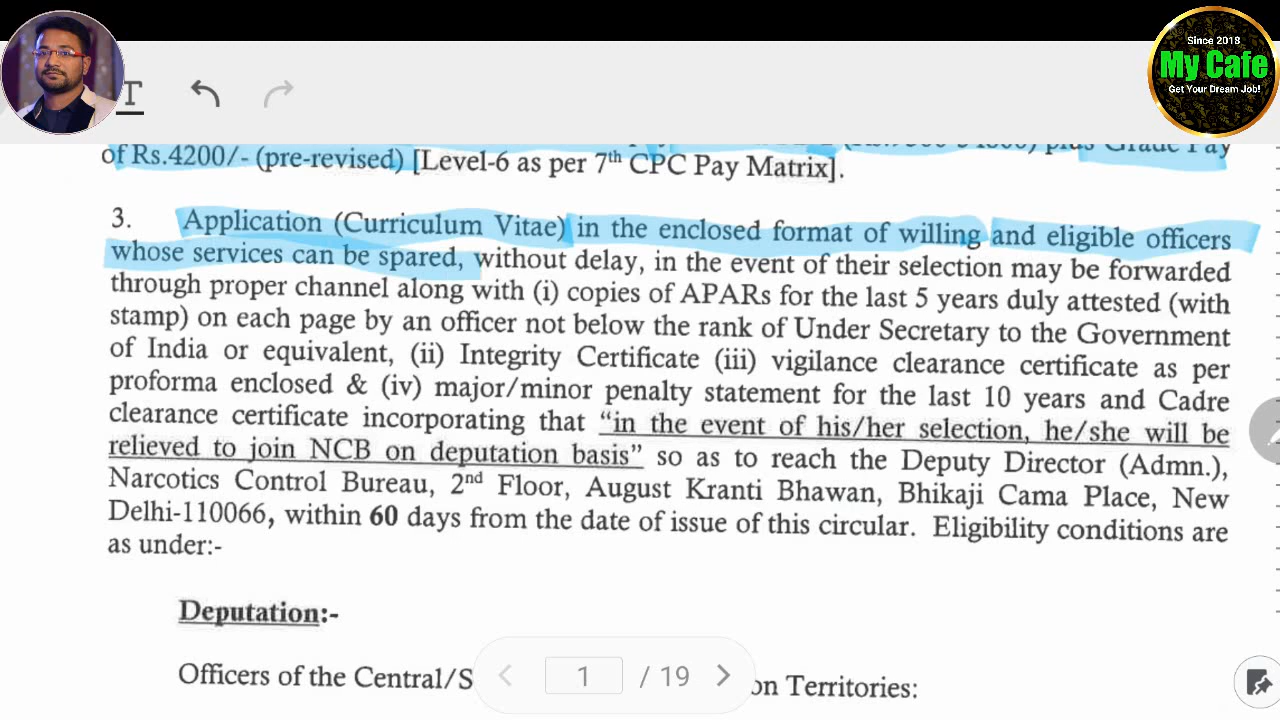 Since 2018
My Cafe
Get Your Dream Job!
T
plus Grade Pay
of Rs.4200/- (pre-revised) [Level-6 as per 7th CPC Pay Matrix].
3. Application (Curriculum Vitae) in the enclosed format of willing and eligible officers
whose services can be spared, without delay, in the event of their selection may be forwarded
through proper channel along with (i) copies of APARs for the last 5 years duly attested (with
stamp) on each page by an officer not below the rank of Under Secretary to the Government
of India or equivalent, (ii) Integrity Certificate (iii) vigilance clearance certificate as per
proforma enclosed & (iv) major/minor penalty statement for the last 10 years and Cadre
clearance certificate incorporating that “in the event of his/her selection, he/she will be
relieved to join NCB on deputation basis” so as to reach the Deputy Director (Admn.),
Narcotics Control Bureau, 2nd Floor, August Kranti Bhawan, Bhikaji Cama Place, New
Delhi-110066, within 60 days from the date of issue of this circular. Eligibility conditions are
as under:-
Deputation:-
Officers of the Central/S on Territories:
1 / 19